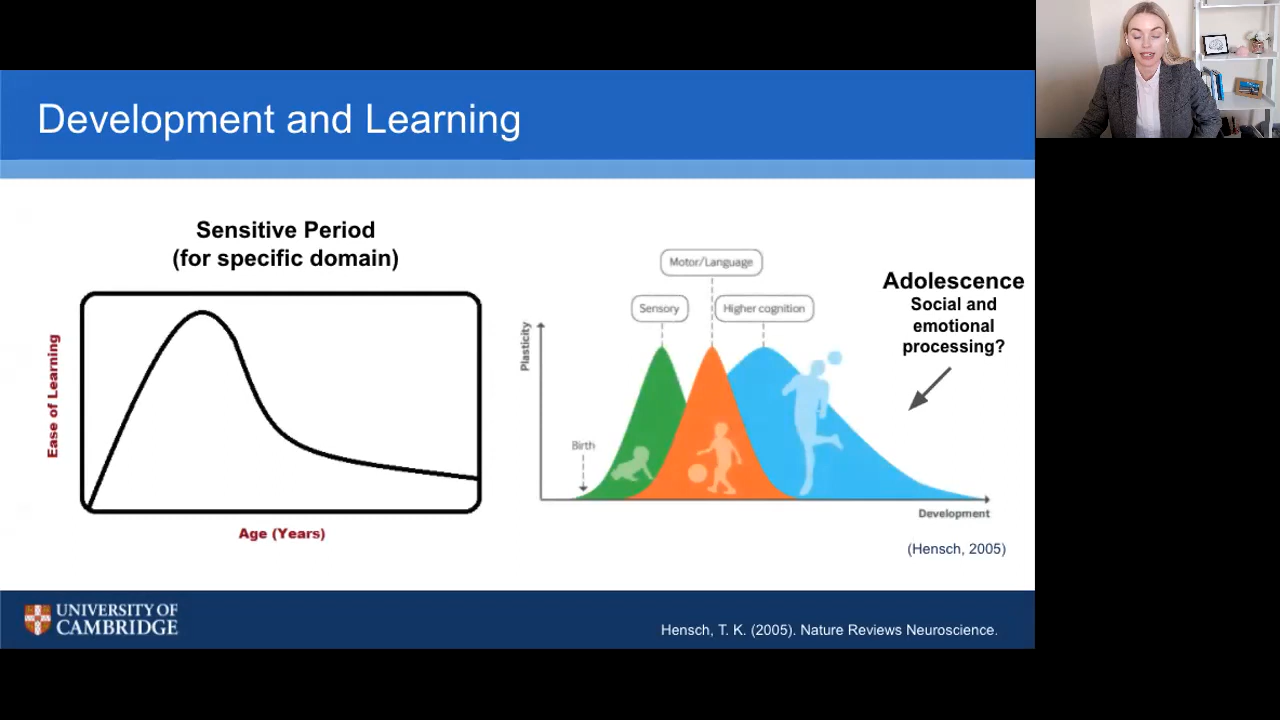 Development and Learning
Sensitive Period
(for specific domain)
Ease of Learning
Age (Years)
Motor/Language
Sensory
Higher cognition
Plasticity
Birth
Development
Adolescence
Social and
emotional
processing?
(Hensch, 2005)
UNIVERSITY OF
CAMBRIDGE
Hensch, T. K. (2005). Nature Reviews Neuroscience.